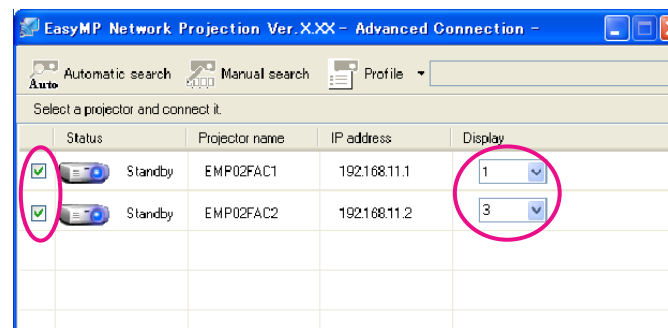 EasyMP Network Projection Ver.X.XX - Advanced Connection -
Auto Automatic search Manual search Profile
Select a projector and connect it.
Status Projector name IP address Display
Standby EMP02FAC1 192.168.11.1 1
Standby EMP02FAC2 192.168.11.2 3